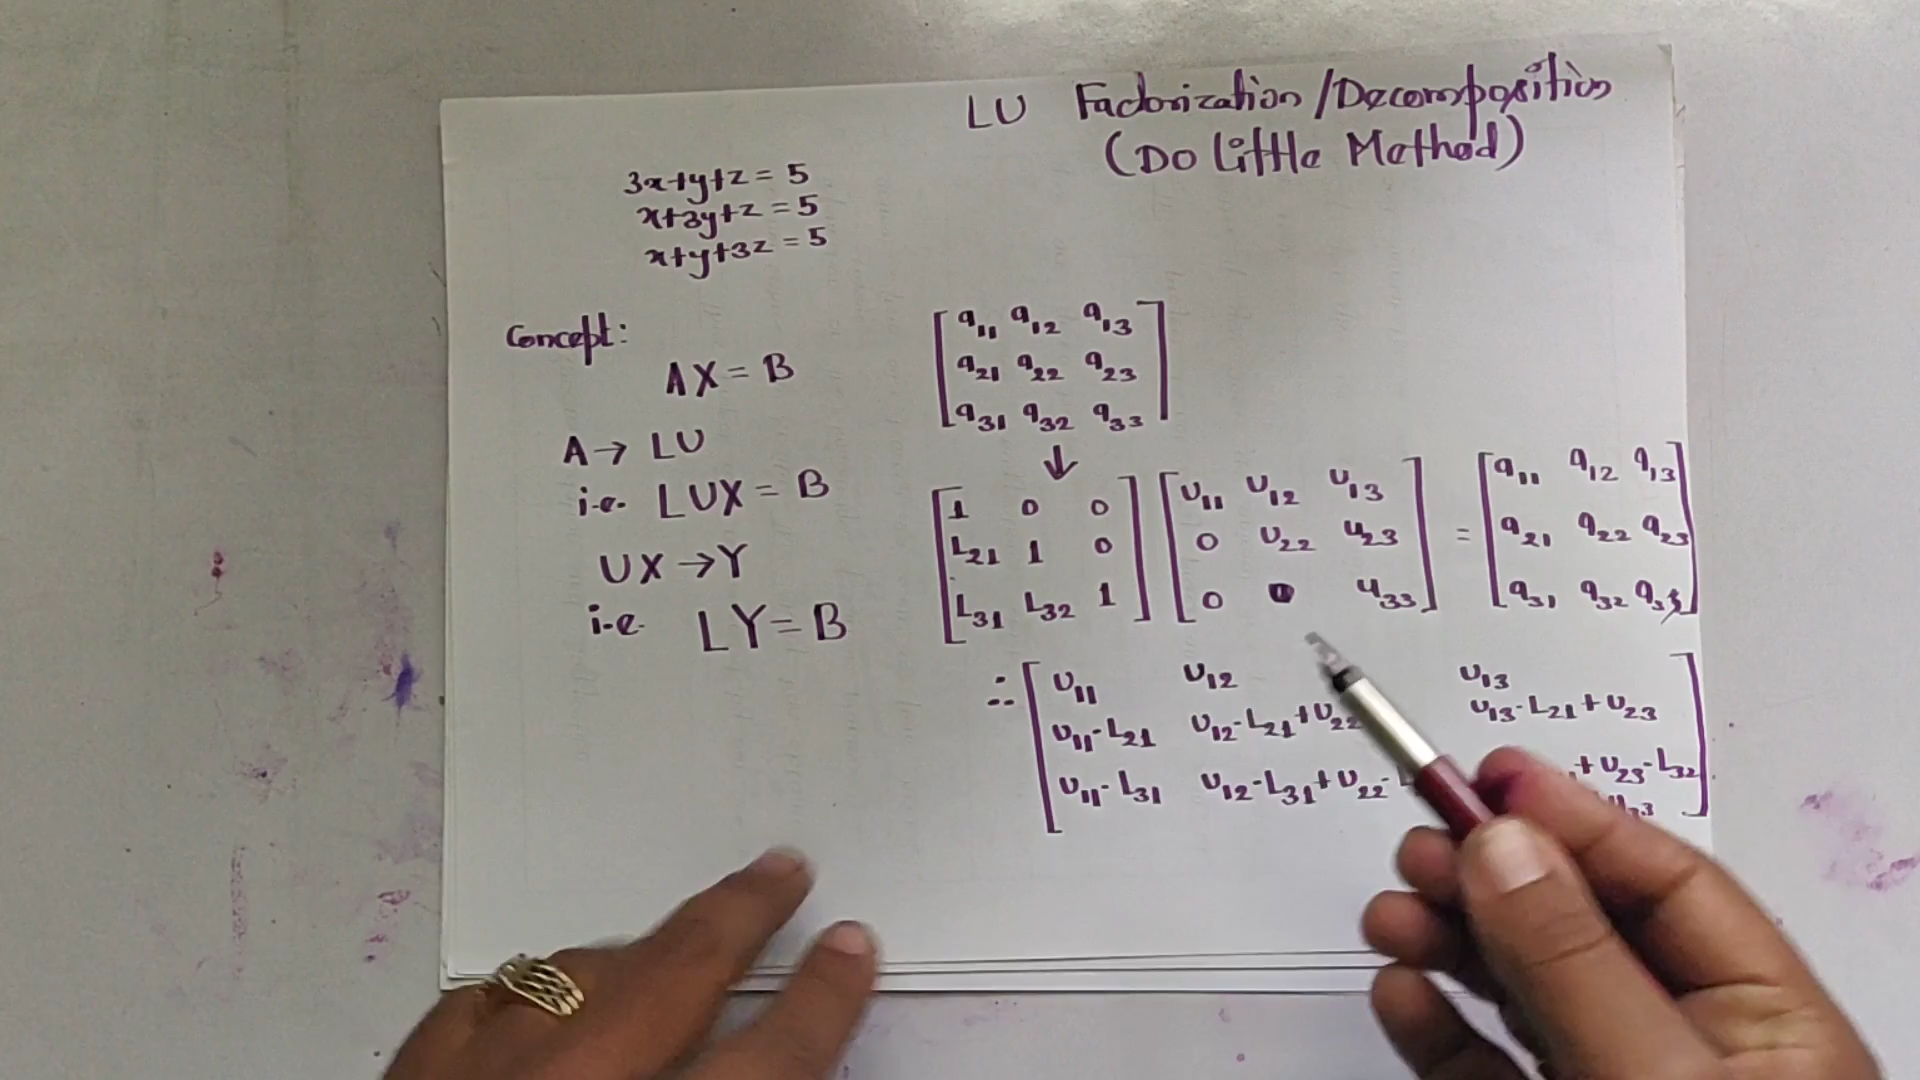 LU Factorization/Decomposition
(Do Little Method)
3x+y+z = 5
x+3y+z = 5
x+y+3z = 5
Concept:
AX = B
A → LU
i.e. LUX = B
UX → Y
i.e. LY = B
a11 a12 a13
a21 a22 a23
a31 a32 a33
↓
1 0 0
L21 1 0
L31 L32 1
U11 U12 U13
0 U22 U23
0 0 U33
=
a11 a12 a13
a21 a22 a23
a31 a32 a33
∴
U11 U12 U13
U11·L21 U12·L21+U22 U13·L21+U23
U11·L31 U12·L31+U22· +U23·L32